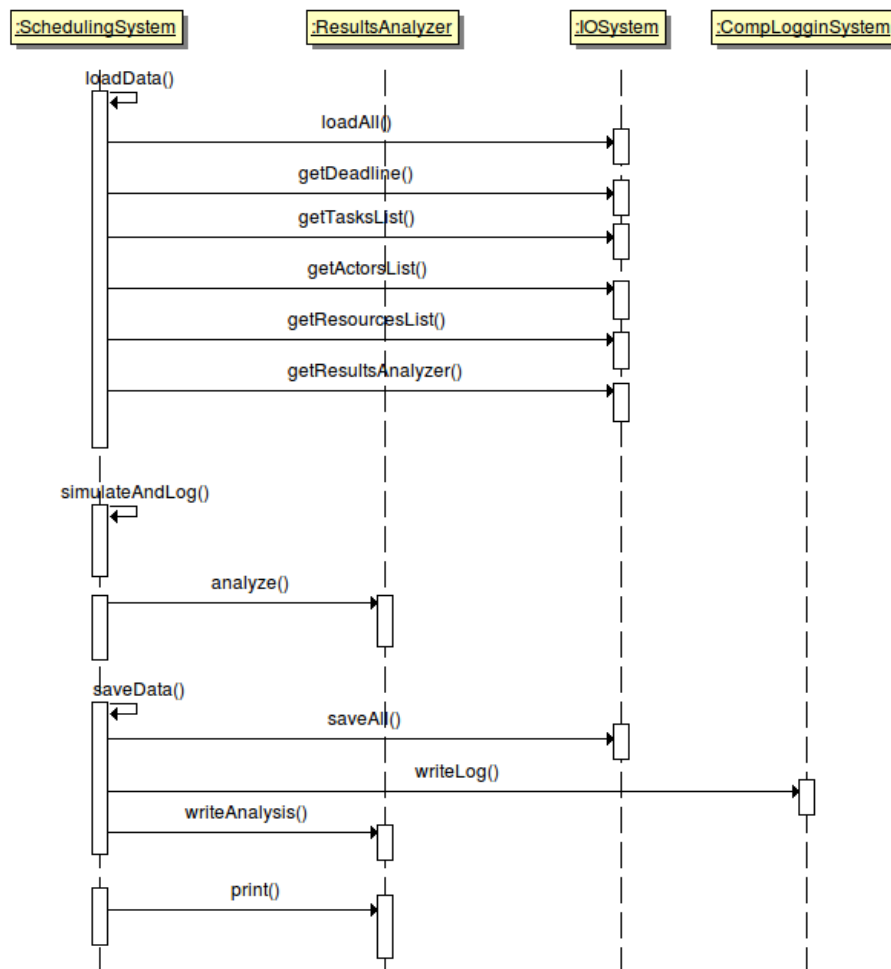 :SchedulingSystem :ResultsAnalyzer :IOSystem :CompLogginSystem
loadData()
loadAll()
getDeadline()
getTasksList()
getActorsList()
getResourcesList()
getResultsAnalyzer()
simulateAndLog()
analyze()
saveData()
saveAll()
writeLog()
writeAnalysis()
print()